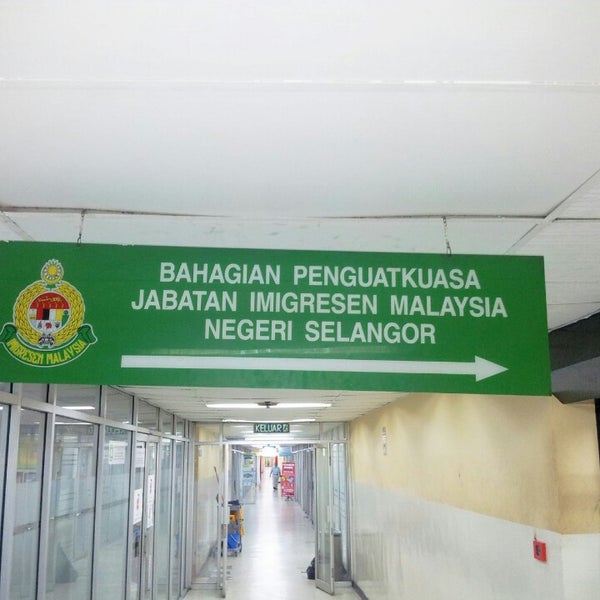 BAHAGIAN PENGUATKUASA
JABATAN IMIGRESEN MALAYSIA
NEGERI SELANGOR
IMIGRESEN MALAYSIA
KELUAR